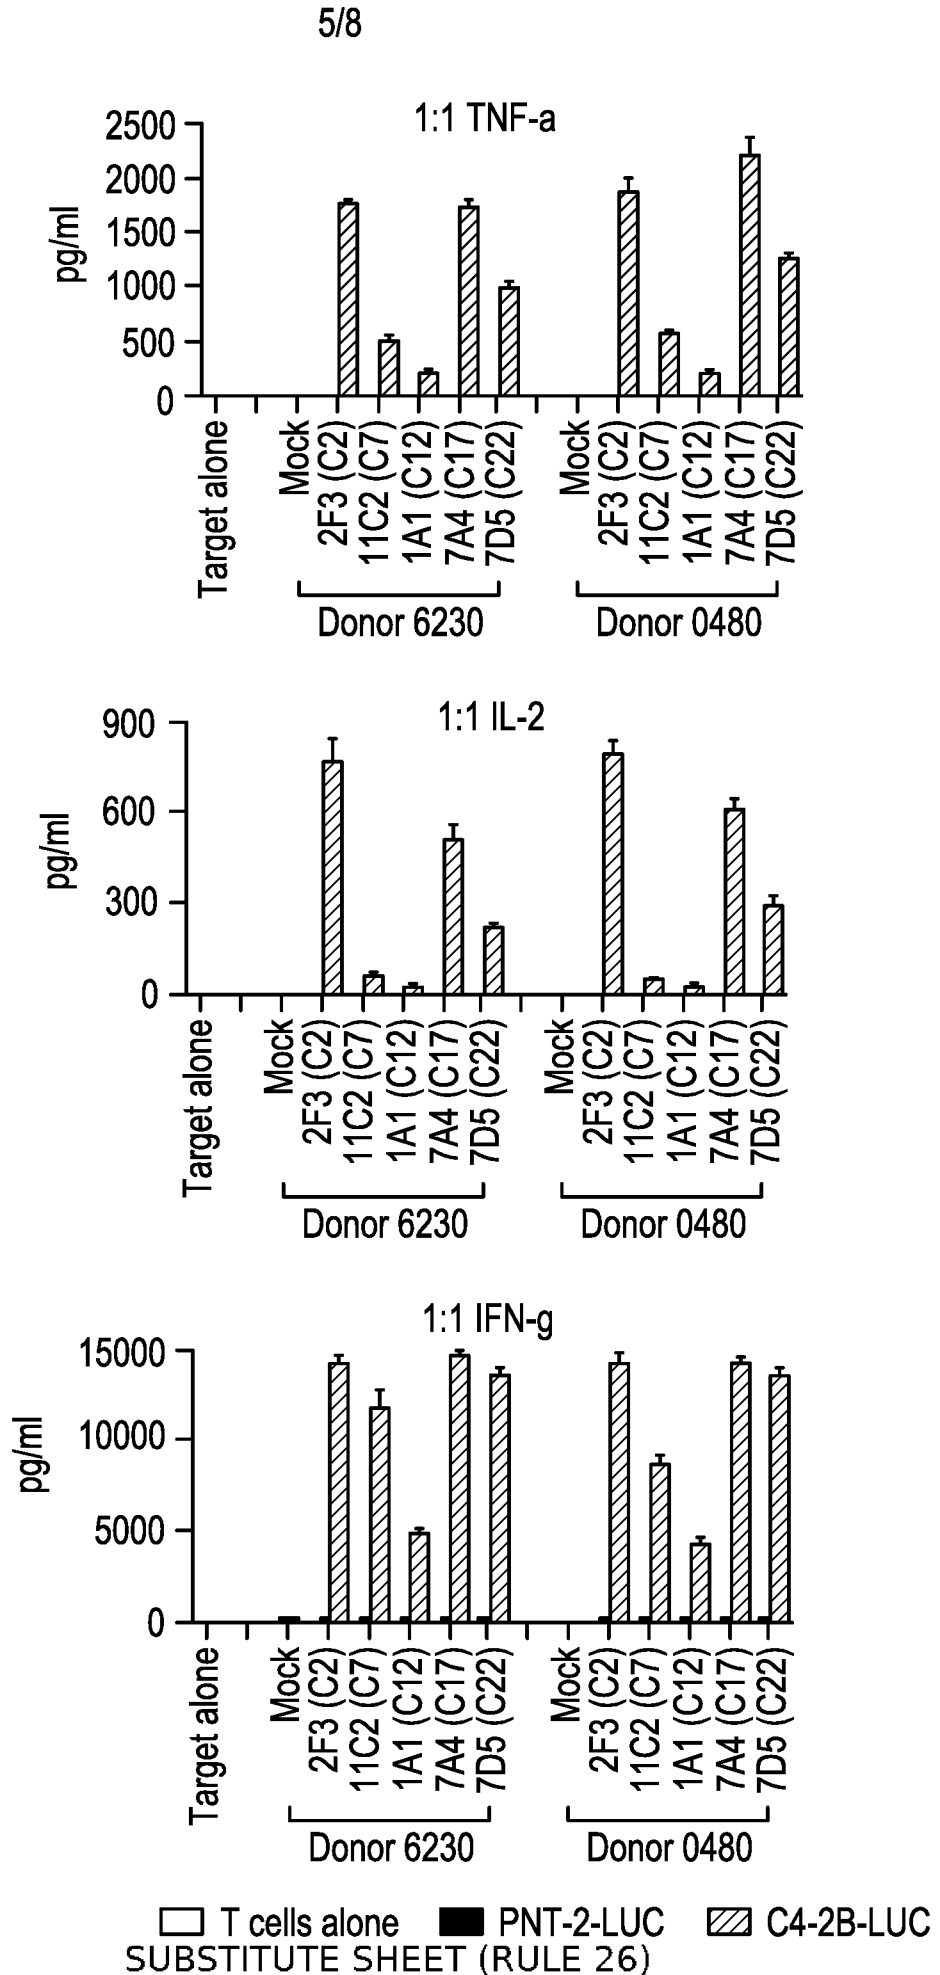 5/8
1:1 TNF-a
pg/ml
2500
2000
1500
1000
500
0
Target alone
Mock
2F3 (C2)
11C2 (C7)
1A1 (C12)
7A4 (C17)
7D5 (C22)
Mock
2F3 (C2)
11C2 (C7)
1A1 (C12)
7A4 (C17)
7D5 (C22)
Donor 6230
Donor 0480
1:1 IL-2
pg/ml
900
600
300
0
Target alone
Mock
2F3 (C2)
11C2 (C7)
1A1 (C12)
7A4 (C17)
7D5 (C22)
Mock
2F3 (C2)
11C2 (C7)
1A1 (C12)
7A4 (C17)
7D5 (C22)
Donor 6230
Donor 0480
1:1 IFN-g
pg/ml
15000
10000
5000
0
Target alone
Mock
2F3 (C2)
11C2 (C7)
1A1 (C12)
7A4 (C17)
7D5 (C22)
Mock
2F3 (C2)
11C2 (C7)
1A1 (C12)
7A4 (C17)
7D5 (C22)
Donor 6230
Donor 0480
T cells alone PNT-2-LUC C4-2B-LUC
SUBSTITUTE SHEET (RULE 26)